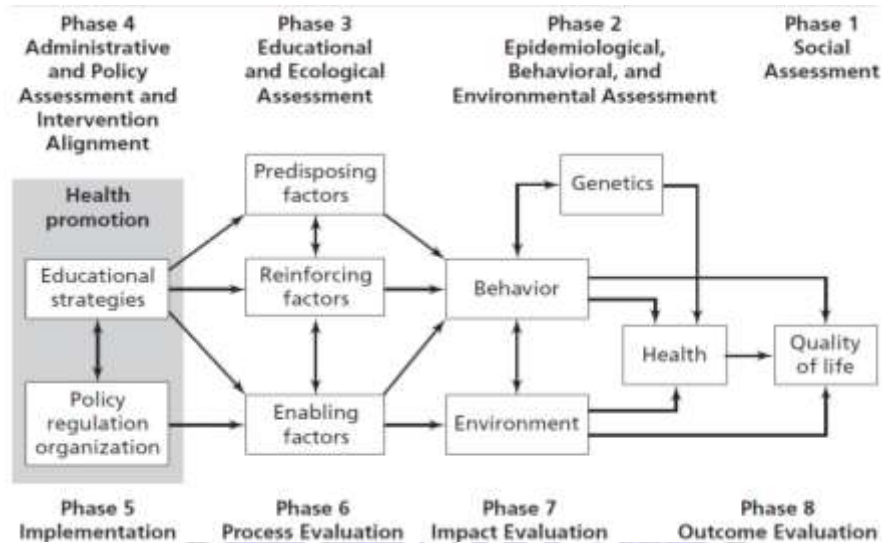 Phase 4
Administrative
and Policy
Assessment and
Intervention
Alignment
Phase 3
Educational
and Ecological
Assessment
Phase 2
Epidemiological,
Behavioral, and
Environmental Assessment
Phase 1
Social
Assessment
Health
promotion
Educational
strategies
Policy
regulation
organization
Predisposing
factors
Reinforcing
factors
Enabling
factors
Genetics
Behavior
Environment
Health
Quality
of life
Phase 5
Implementation
Phase 6
Process Evaluation
Phase 7
Impact Evaluation
Phase 8
Outcome Evaluation